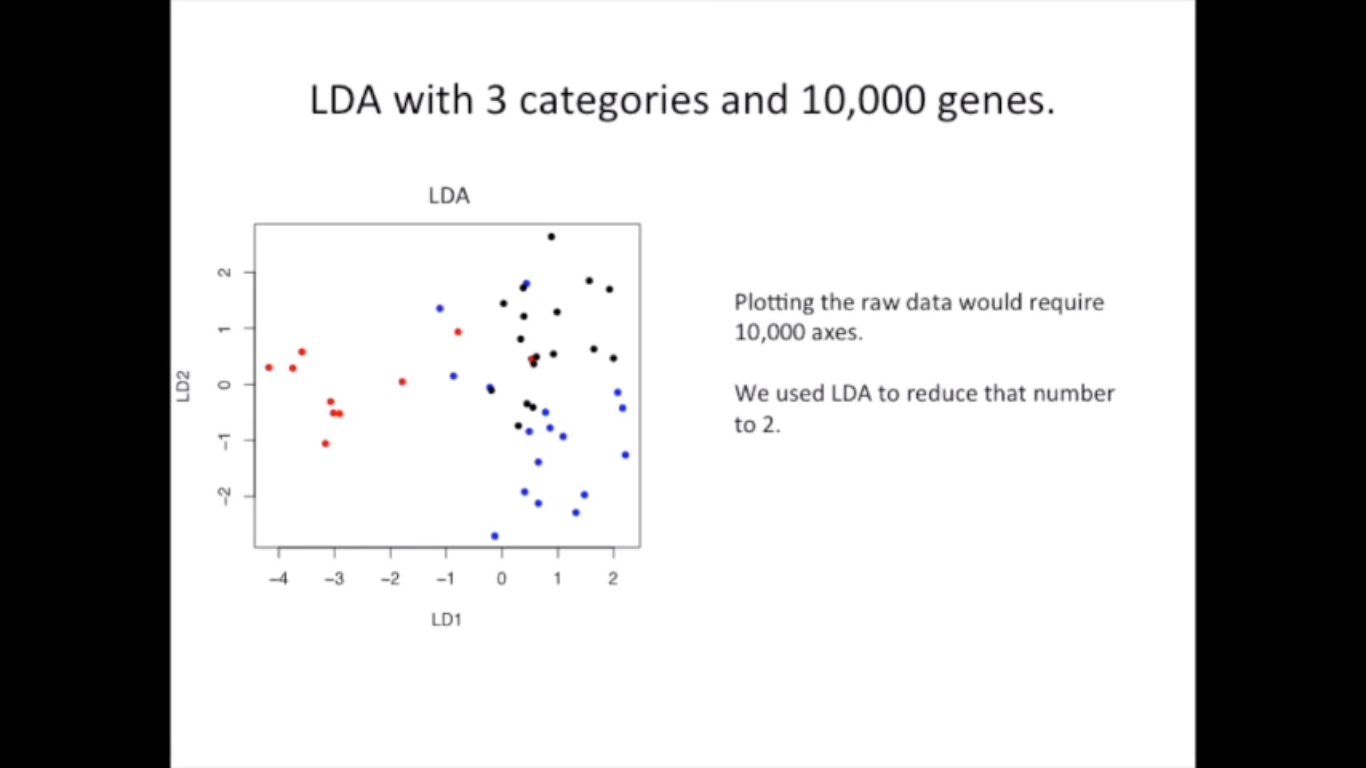 LDA with 3 categories and 10,000 genes.
LDA
2
1
0
−1
−2
LD2
−4 −3 −2 −1 0 1 2
LD1
Plotting the raw data would require
10,000 axes.
We used LDA to reduce that number
to 2.